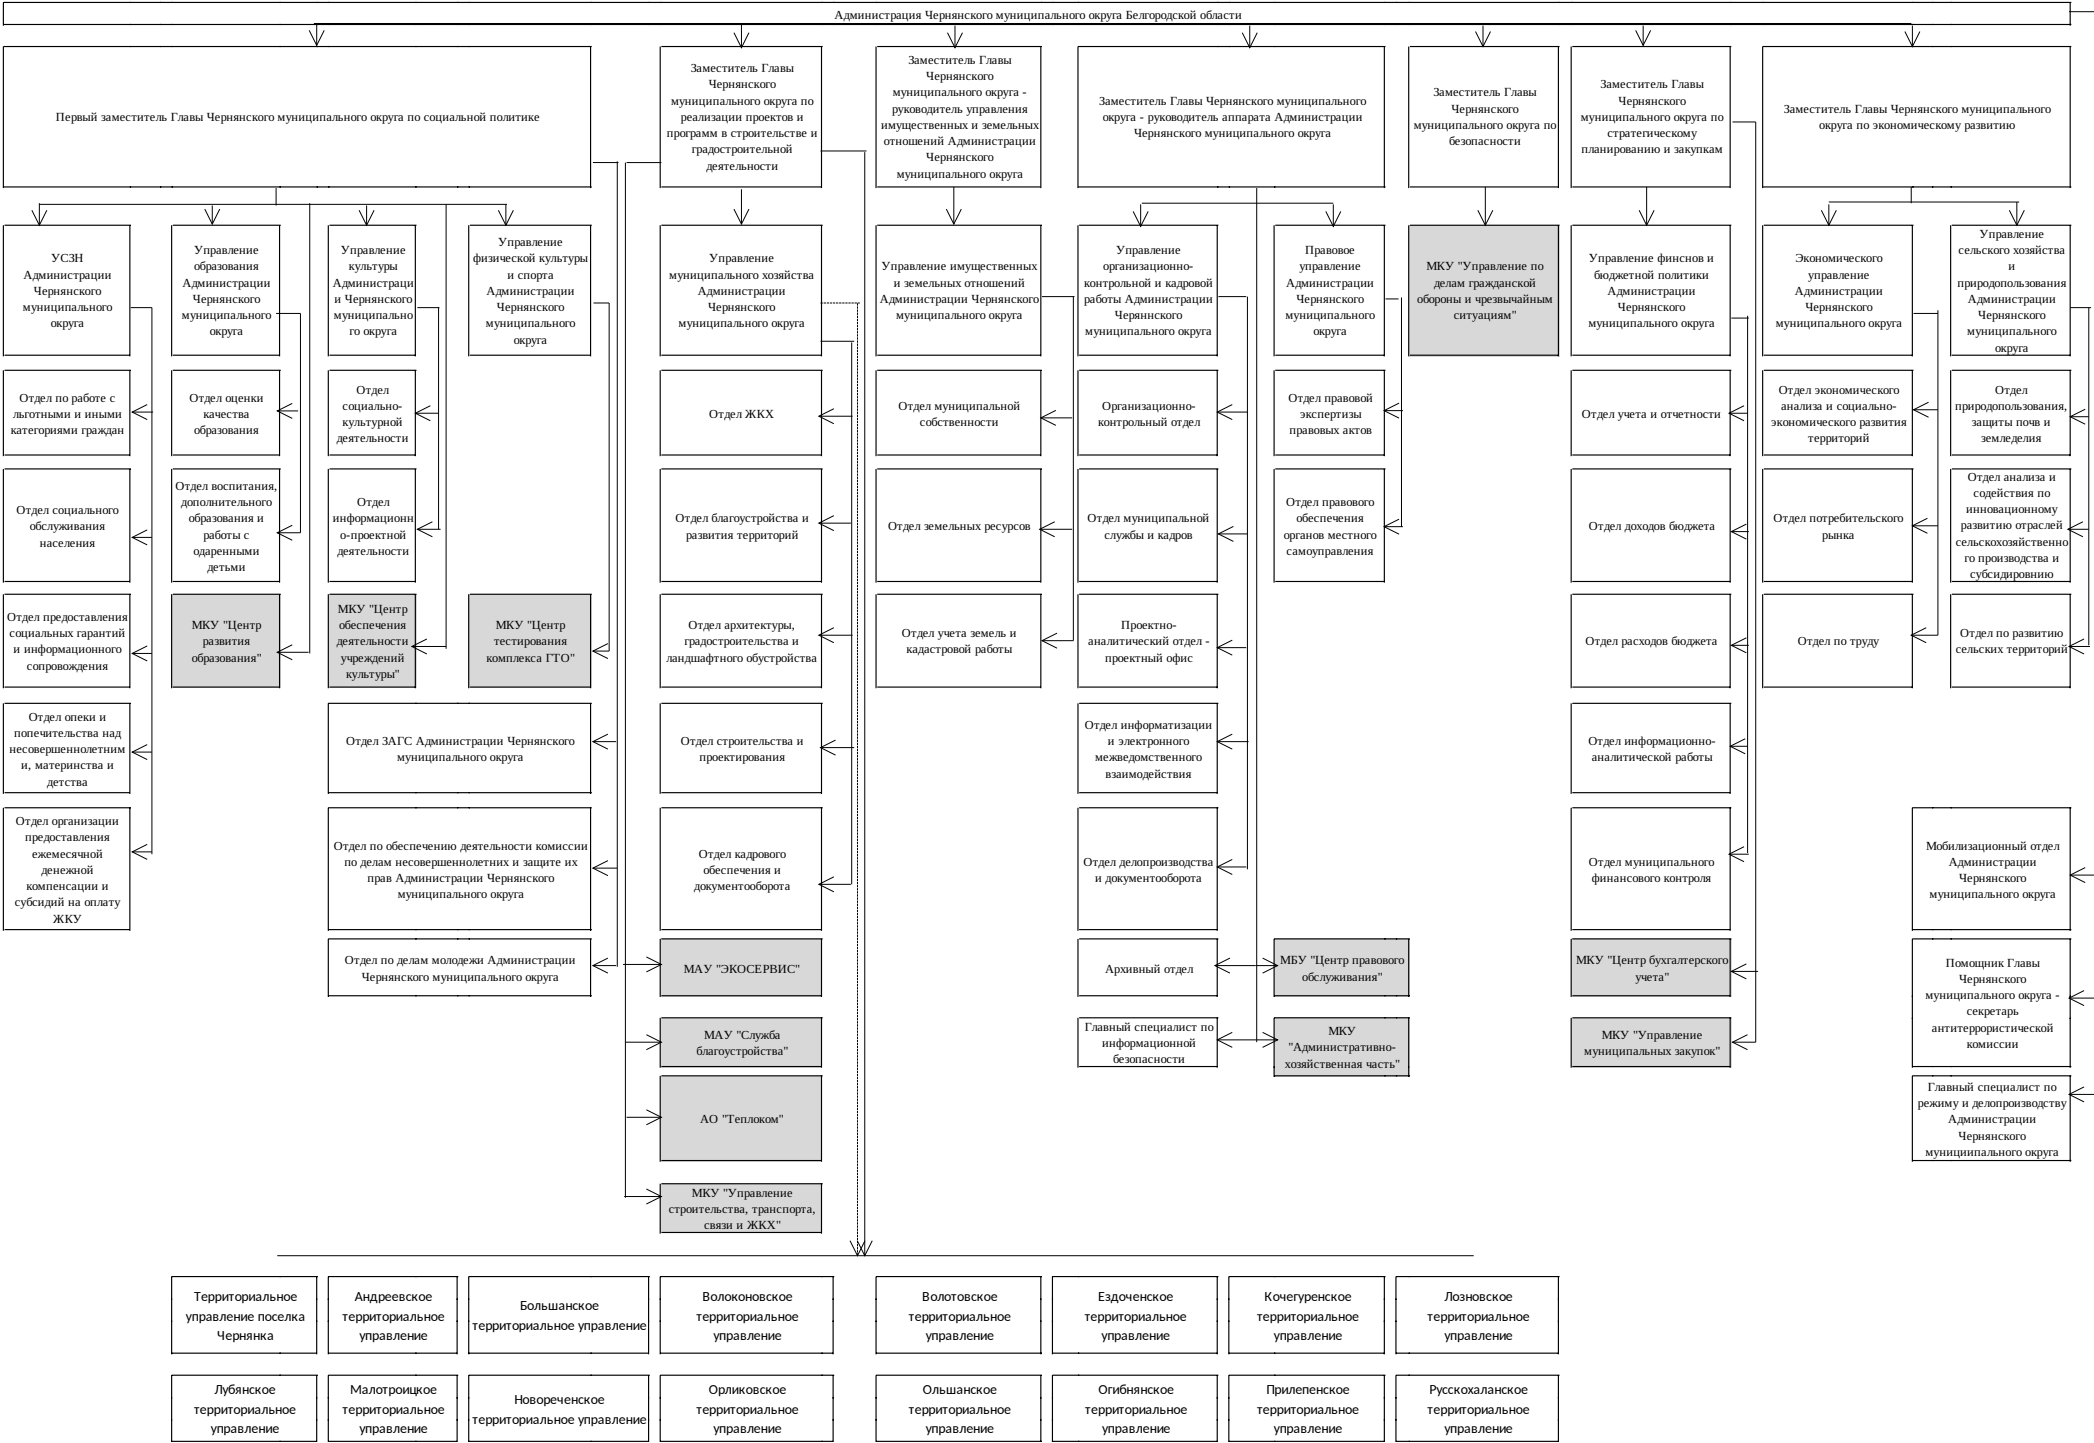 Администрация Чернянского муниципального округа Белгородской области
Первый заместитель Главы Чернянского муниципального округа по социальной политике
Заместитель Главы
Чернянского
муниципального округа по
реализации проектов и
программ в строительстве и
градостроительной
деятельности
Заместитель Главы
Чернянского
муниципального округа -
руководитель управления
имущественных и земельных
отношений Администрации
Чернянского
муниципального округа
Заместитель Главы Чернянского муниципального
округа - руководитель аппарата Администрации
Чернянского муниципального округа
Заместитель Главы
Чернянского
муниципального округа по
безопасности
Заместитель Главы
Чернянского
муниципального округа по
стратегическому
планированию и закупкам
Заместитель Главы Чернянского муниципального
округа по экономическому развитию
УСЗН
Администрации
Чернянского
муниципального
округа
Управление
образования
Администрации
Чернянского
муниципального
округа
Управление
культуры
Администраци
и Чернянского
муниципально
го округа
Управление
физической культуры
и спорта
Администрации
Чернянского
муниципального
округа
Управление
муниципального хозяйства
Администрации
Чернянского
муниципального округа
Управление имущественных
и земельных отношений
Администрации Чернянского
муниципального округа
Управление
организационно-
контрольной и кадровой
работы Администрации
Черяннского
муниципального округа
Правовое
управление
Администрации
Чернянского
муниципального
округа
МКУ "Управление по
делам гражданской
обороны и чрезвычайным
ситуациям"
Управление финснов и
бюджетной политики
Администрации
Чернянского
муниципального округа
Экономического
управление
Администрации
Чернянского
муниципального округа
Управление
сельского хозяйства
и
природопользования
Администрации
Чернянского
муниципального
округа
Отдел по работе с
льготными и иными
категориями граждан
Отдел оценки
качества
образования
Отдел
социально-
культурной
деятельности
Отдел ЖКХ
Отдел муниципальной
собственности
Организационно-
контрольный отдел
Отдел правовой
экспертизы
правовых актов
Отдел учета и отчетности
Отдел экономического
анализа и социально-
экономического развития
территорий
Отдел
природопользования,
защиты почв и
земледелия
Отдел социального
обслуживания
населения
Отдел воспитания,
дополнительного
образования и
работы с
одаренными
детьми
Отдел
информационн
о-проектной
деятельности
Отдел благоустройства и
развития территорий
Отдел земельных ресурсов
Отдел муниципальной
службы и кадров
Отдел правового
обеспечения
органов местного
самоуправления
Отдел доходов бюджета
Отдел потребительского
рынка
Отдел анализа и
содействия по
инновационному
развитию отраслей
сельскохозяйственно
го производства и
субсидировнию
Отдел предоставления
социальных гарантий
и информационного
сопровождения
МКУ "Центр
развития
образования"
МКУ "Центр
обеспечения
деятельности
учреждений
культуры"
МКУ "Центр
тестирования
комплекса ГТО"
Отдел архитектуры,
градостроительства и
ландшафтного обустройства
Отдел учета земель и
кадастровой работы
Проектно-
аналитический отдел -
проектный офис
Отдел расходов бюджета
Отдел по труду
Отдел по развитию
сельских территорий
Отдел опеки и
попечительства над
несовершеннолетним
и, материнства и
детства
Отдел ЗАГС Администрации Чернянского
муниципального округа
Отдел строительства и
проектирования
Отдел информатизации
и электронного
межведомственного
взаимодействия
Отдел информационно-
аналитической работы
Отдел организации
предоставления
ежемесячной
денежной
компенсации и
субсидий на оплату
ЖКУ
Отдел по обеспечению деятельности комиссии
по делам несовершеннолетних и защите их
прав Администрации Чернянского
муниципального округа
Отдел кадрового
обеспечения и
документооборота
Отдел делопроизводства
и документооборота
Отдел муниципального
финансового контроля
Мобилизационный отдел
Администрации
Чернянского
муниципального округа
Отдел по делам молодежи Администрации
Чернянского муниципального округа
МАУ "ЭКОСЕРВИС"
Архивный отдел
МБУ "Центр правового
обслуживания"
МКУ "Центр бухгалтерского
учета"
Помощник Главы
Чернянского
муниципального округа -
секретарь
антитеррористической
комиссии
МАУ "Служба
благоустройства"
Главный специалист по
информационной
безопасности
МКУ
"Административно-
хозяйственная часть"
МКУ "Управление
муниципальных закупок"
АО "Теплоком"
Главный специалист по
режиму и делопроизводству
Администрации
Чернянского
мунициипального округа
МКУ "Управление
строительства, транспорта,
связи и ЖКХ"
Территориальное
управление поселка
Чернянка
Андреевское
территориальное
управление
Большанское
территориальное управление
Волоконовское
территориальное
управление
Волотовское
территориальное
управление
Ездоченское
территориальное
управление
Кочегуренское
территориальное
управление
Лозновское
территориальное
управление
Лубянское
территориальное
управление
Малотроицкое
территориальное
управление
Новореченское
территориальное управление
Орликовское
территориальное
управление
Ольшанское
территориальное
управление
Огибнянское
территориальное
управление
Прилепенское
территориальное
управление
Русскохаланское
территориальное
управление